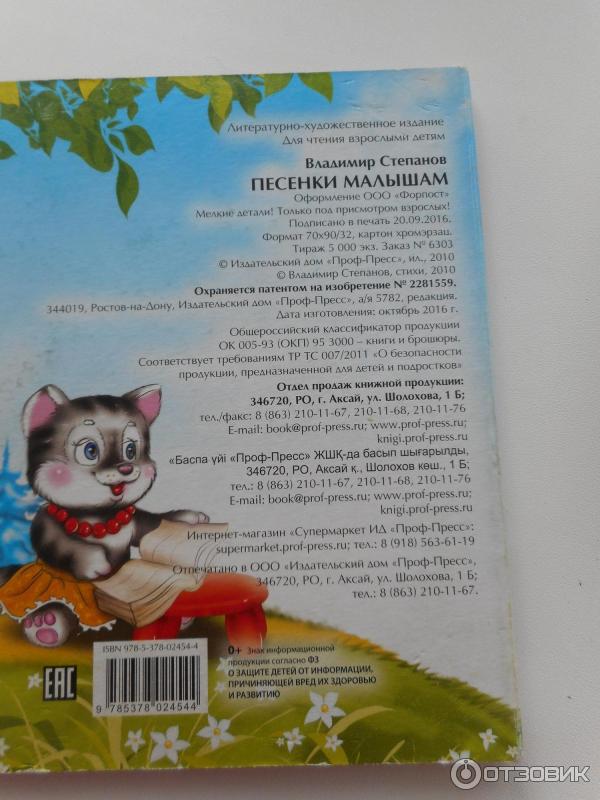 Литературно-художественное издание
Для чтения взрослыми детям
Владимир Степанов
ПЕСЕНКИ МАЛЫШАМ
Оформление ООО «Форпост»
Мелкие детали! Только под присмотром взрослых!
Подписано в печать 20.09.2016.
Формат 70х90/32, картон хромэрзац.
Тираж 5 000 экз. Заказ № 6303
© Издательский дом «Проф-Пресс», ил., 2010
© Владимир Степанов, стихи, 2010
Охраняется патентом на изобретение № 2281559.
344019, Ростов-на-Дону, Издательский дом «Проф-Пресс», а/я 5782, редакция.
Дата изготовления: октябрь 2016 г.
Общероссийский классификатор продукции
ОК 005-93 (ОКП) 95 3000 – книги и брошюры.
Соответствует требованиям ТР ТС 007/2011 «О безопасности
продукции, предназначенной для детей и подростков»
Отдел продаж книжной продукции:
346720, РО, г. Аксай, ул. Шолохова, 1 Б;
тел./факс: 8 (863) 210-11-67, 210-11-68, 210-11-76
E-mail: book@prof-press.ru; www.prof-press.ru,
knigi.prof-press.ru
«Баспа үйі «Проф-Пресс» ЖШҚ-да басып шығарылды,
346720, РО, Аксай қ., Шолохов көш., 1 Б;
тел.: 8 (863) 210-11-67, 210-11-68, 210-11-76
E-mail: book@prof-press.ru; www.prof-press.ru,
knigi.prof-press.ru
Интернет-магазин «Супермаркет ИД «Проф-Пресс»:
supermarket.prof-press.ru; тел.: 8 (918) 563-61-19
Отпечатано в ООО «Издательский дом «Проф-Пресс»,
346720, РО, г. Аксай, ул. Шолохова, 1 Б;
тел.: 8 (863) 210-11-67.
ISBN 978-5-378-02454-4
9 785378 024544
EAC
0+ Знак информационной
продукции согласно ФЗ
О ЗАЩИТЕ ДЕТЕЙ ОТ ИНФОРМАЦИИ,
ПРИЧИНЯЮЩЕЙ ВРЕД ИХ ЗДОРОВЬЮ
И РАЗВИТИЮ
ОТЗОВИК